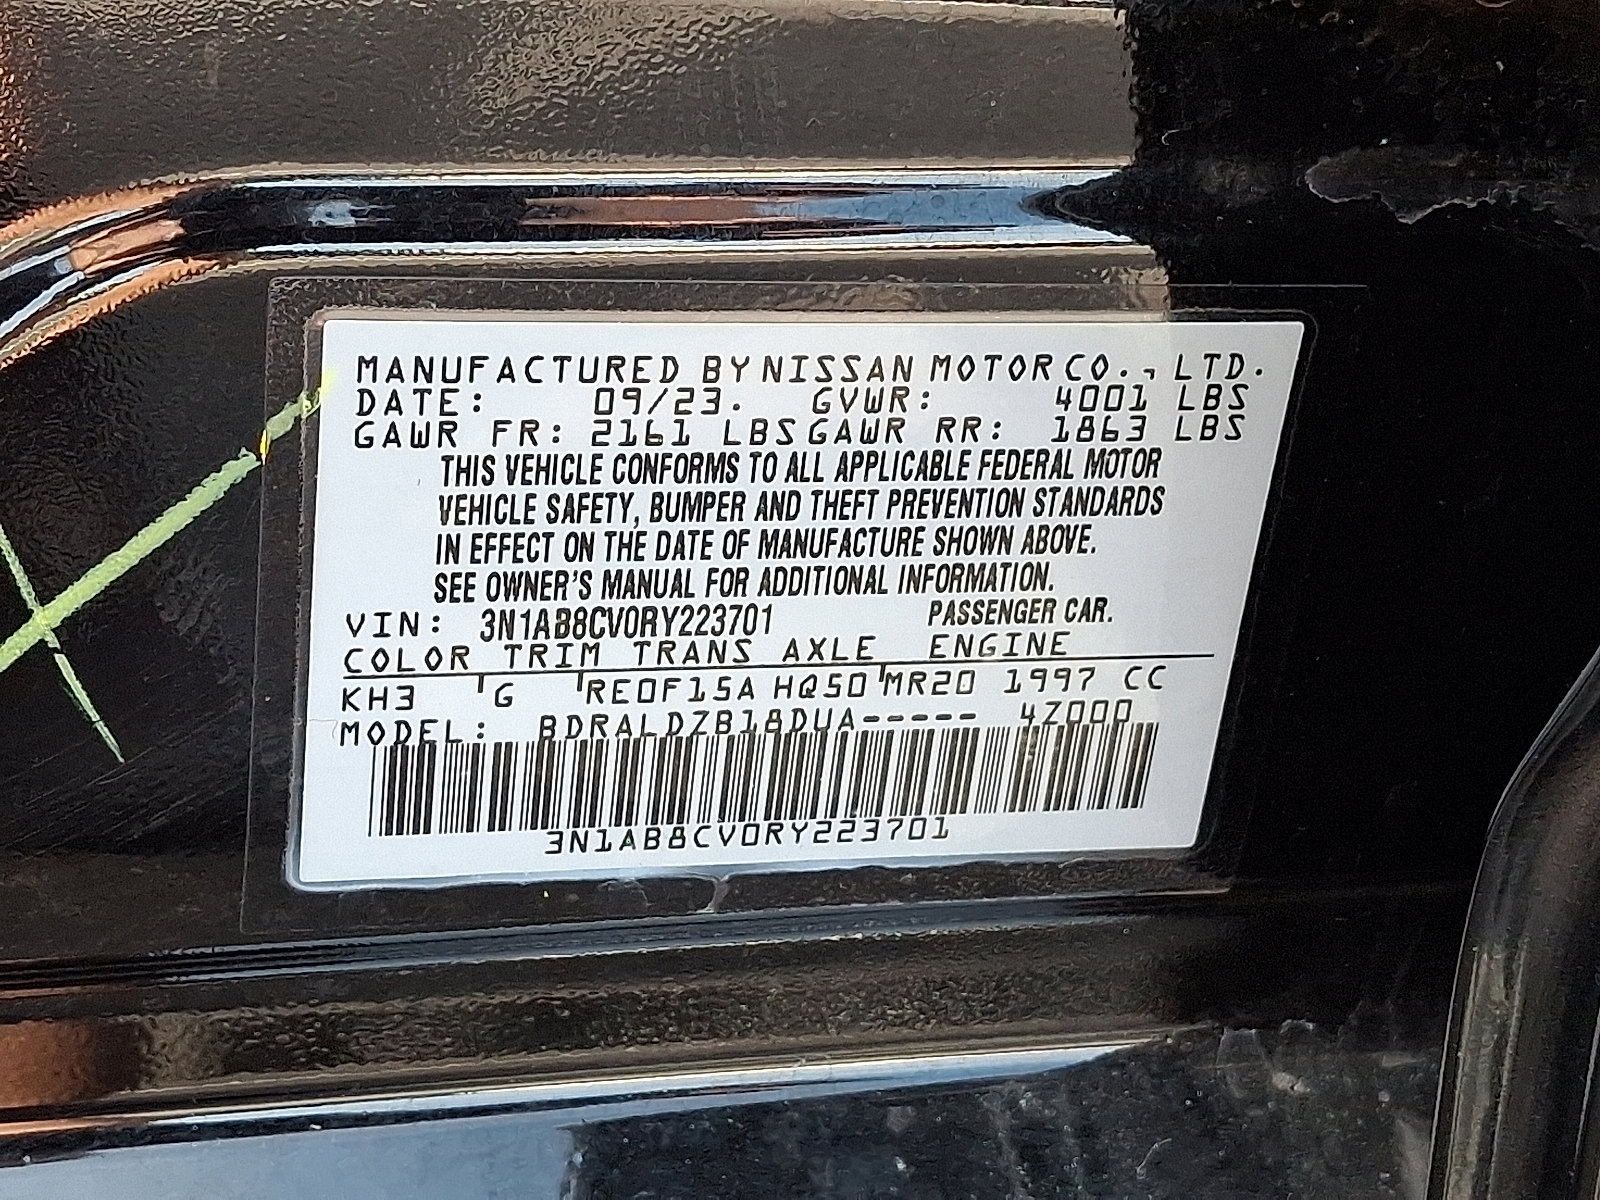 MANUFACTURED BY NISSAN MOTOR CO., LTD.
DATE: 09/23. GVWR: 4001 LBS
GAWR FR: 2161 LBS GAWR RR: 1863 LBS
THIS VEHICLE CONFORMS TO ALL APPLICABLE FEDERAL MOTOR
VEHICLE SAFETY, BUMPER AND THEFT PREVENTION STANDARDS
IN EFFECT ON THE DATE OF MANUFACTURE SHOWN ABOVE.
SEE OWNER'S MANUAL FOR ADDITIONAL INFORMATION.
VIN: 3N1AB8CV0RY223701 PASSENGER CAR.
COLOR TRIM TRANS AXLE ENGINE
KH3 G RE0F15A HQ50 MR20 1997 CC
MODEL: BDRALDZB18DUA----- 4Z000
3N1AB8CV0RY223701